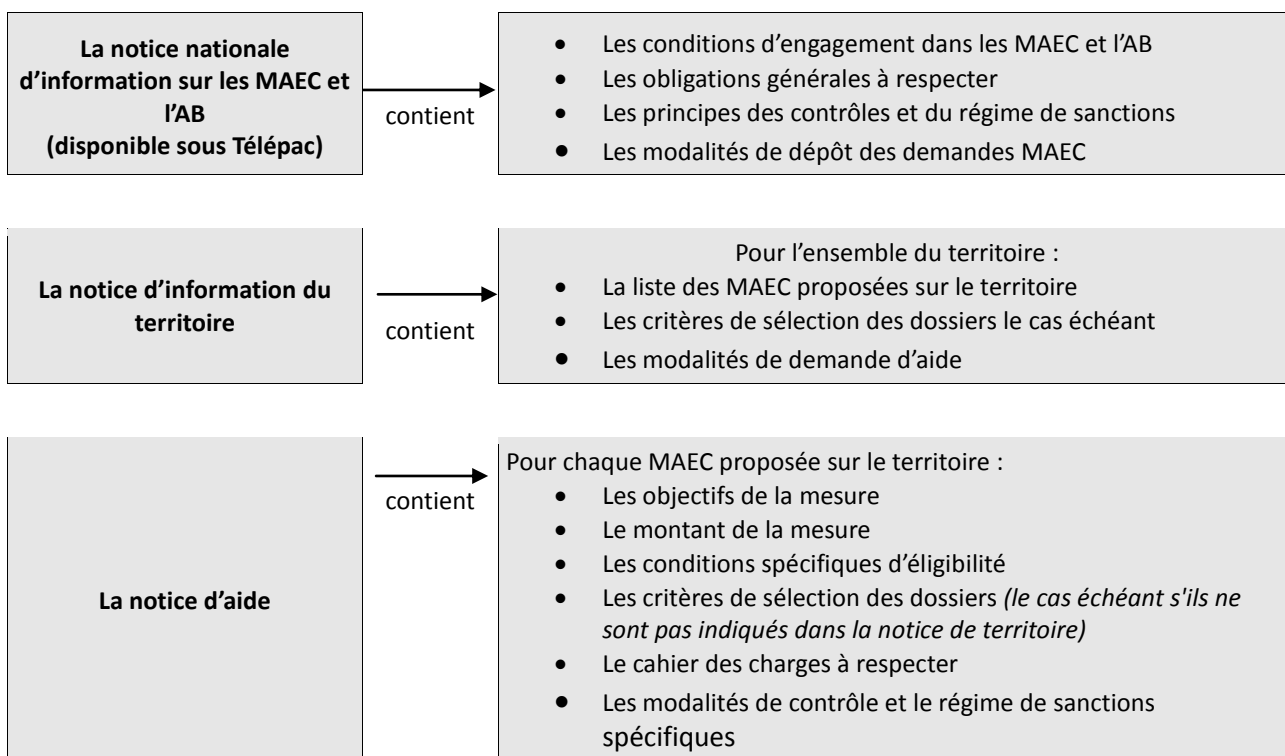 La notice nationale
d’information sur les MAEC et
l’AB
(disponible sous Télépac)
contient
• Les conditions d’engagement dans les MAEC et l’AB
• Les obligations générales à respecter
• Les principes des contrôles et du régime de sanctions
• Les modalités de dépôt des demandes MAEC
La notice d’information du
territoire
contient
Pour l’ensemble du territoire :
• La liste des MAEC proposées sur le territoire
• Les critères de sélection des dossiers le cas échéant
• Les modalités de demande d’aide
La notice d’aide
contient
Pour chaque MAEC proposée sur le territoire :
• Les objectifs de la mesure
• Le montant de la mesure
• Les conditions spécifiques d’éligibilité
• Les critères de sélection des dossiers (le cas échéant s'ils ne
sont pas indiqués dans la notice de territoire)
• Le cahier des charges à respecter
• Les modalités de contrôle et le régime de sanctions
spécifiques